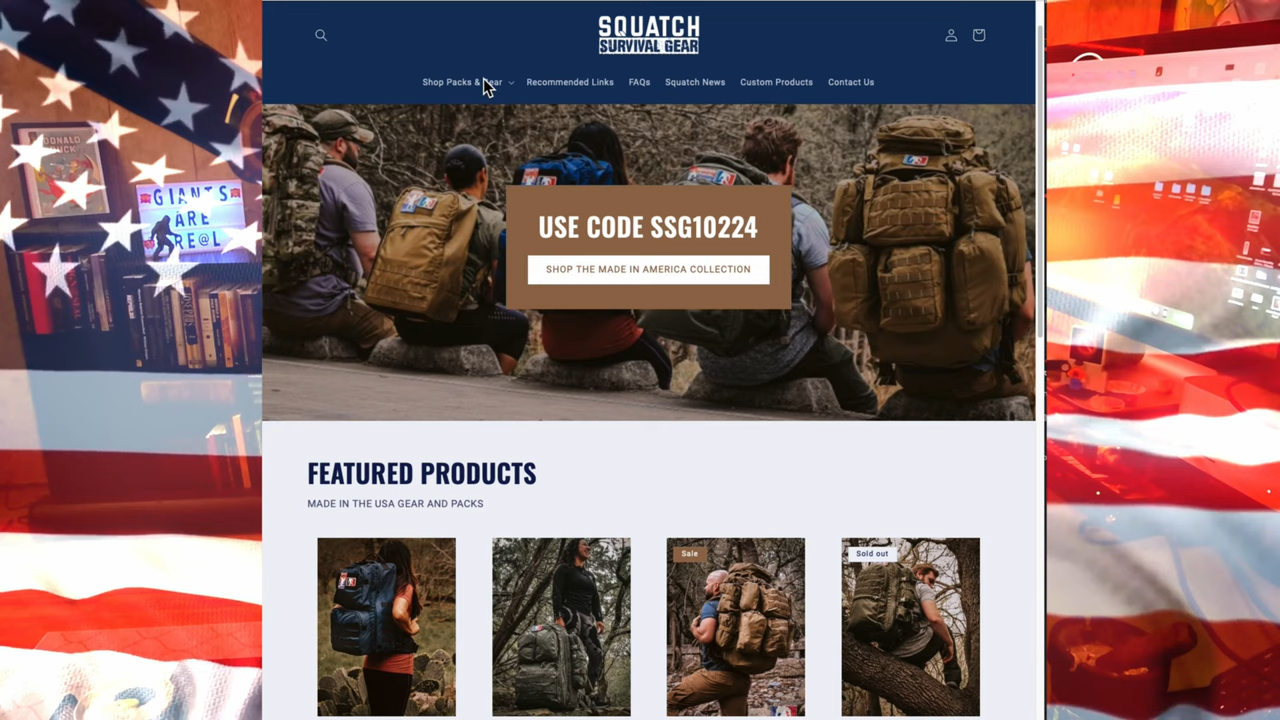 SQUATCH
SURVIVAL GEAR
Shop Packs & Gear
Recommended Links
FAQs
Squatch News
Custom Products
Contact Us
DONALD
GIANTS
ARE
RE@L
USE CODE SSG10224
SHOP THE MADE IN AMERICA COLLECTION
FEATURED PRODUCTS
MADE IN THE USA GEAR AND PACKS
Sale
Sold out